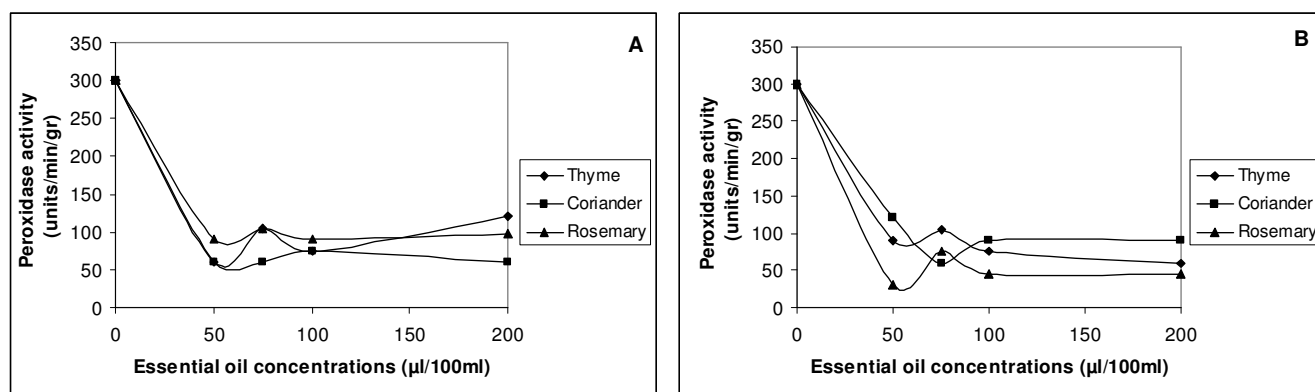 A
Peroxidase activity
(units/min/gr)
350
300
250
200
150
100
50
0
0 50 100 150 200
Essential oil concentrations (µl/100ml)
Thyme
Coriander
Rosemary
B
Peroxidase activity
(units/min/gr)
350
300
250
200
150
100
50
0
0 50 100 150 200
Essential oil concentrations (µl/100ml)
Thyme
Coriander
Rosemary